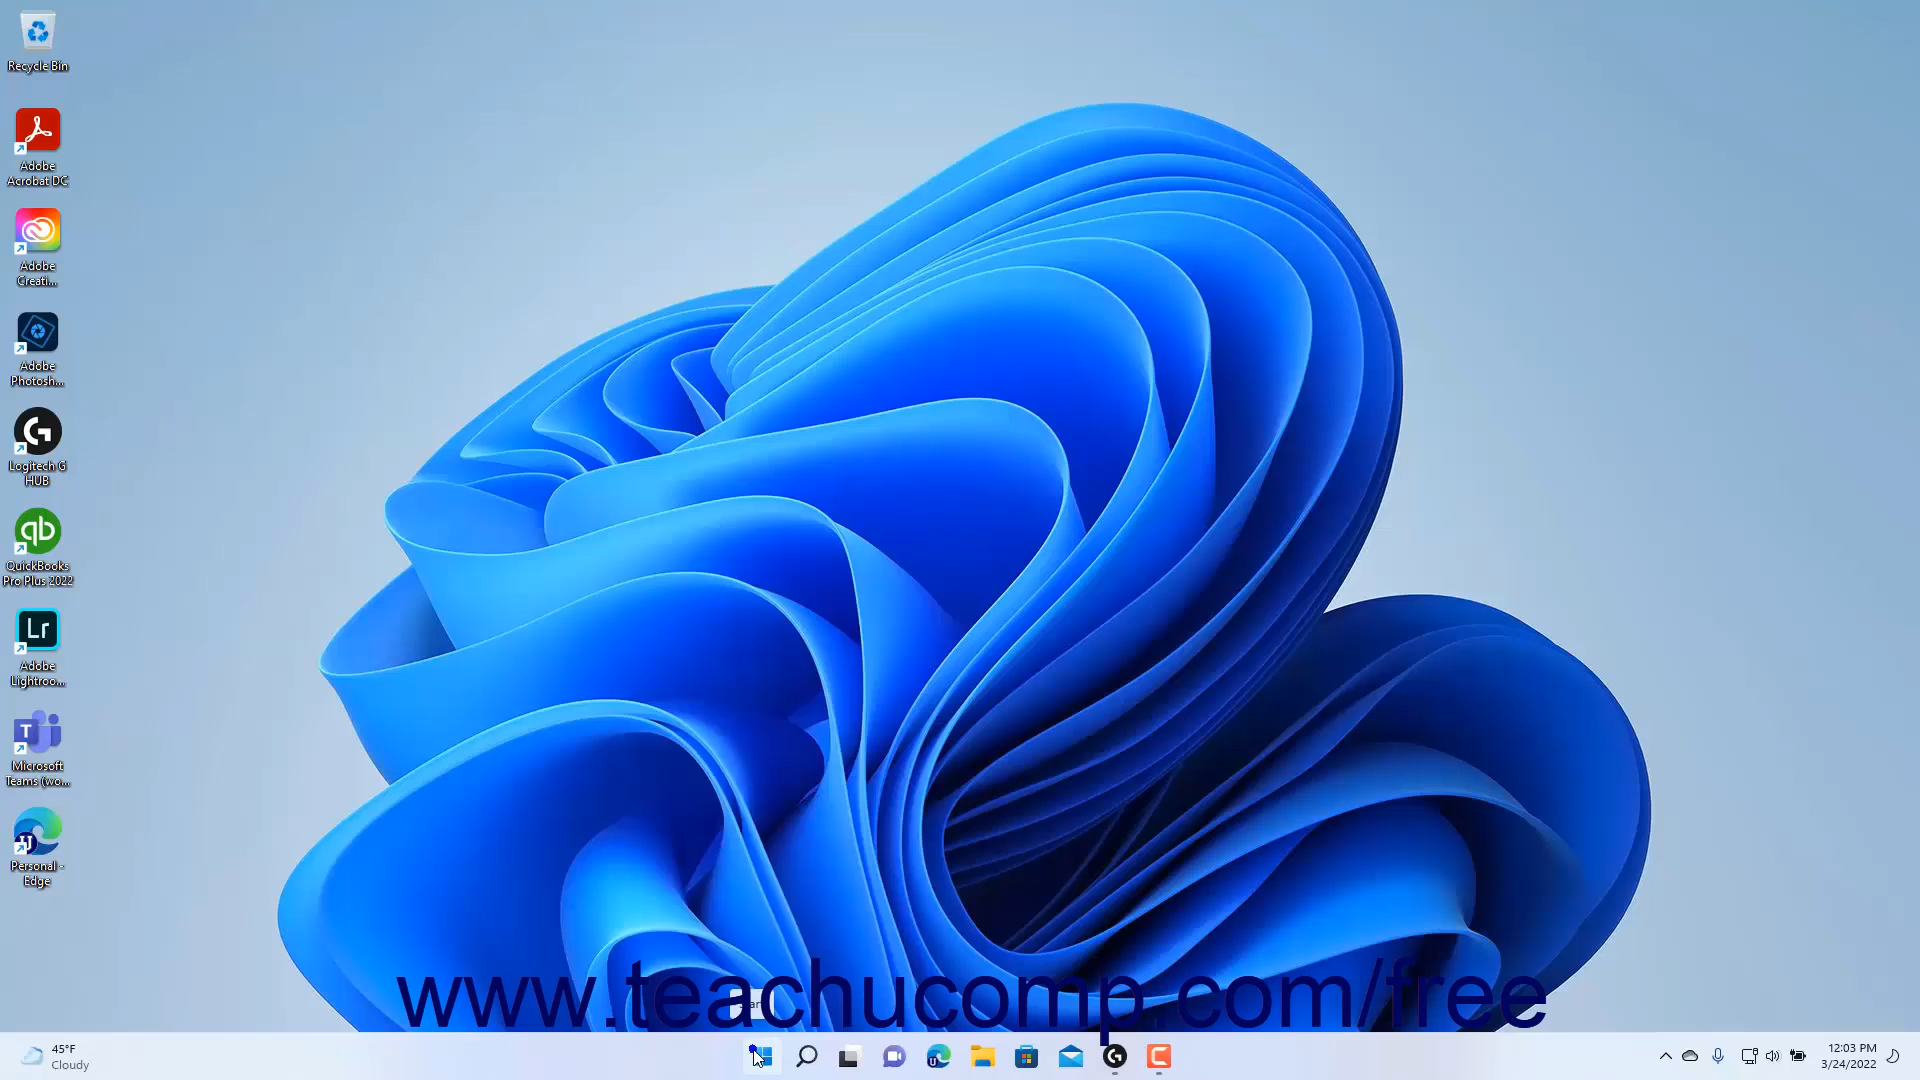 Recycle Bin
Adobe
Acrobat DC
Adobe
Creati...
Adobe
Photosh...
Logitech G
HUB
QuickBooks
Pro Plus 2022
Lr
Adobe
Lightroo...
T
Microsoft
Teams (wo...
Personal -
Edge
www.teachucomp.com/free
45°F
Cloudy
12:03 PM
3/24/2022